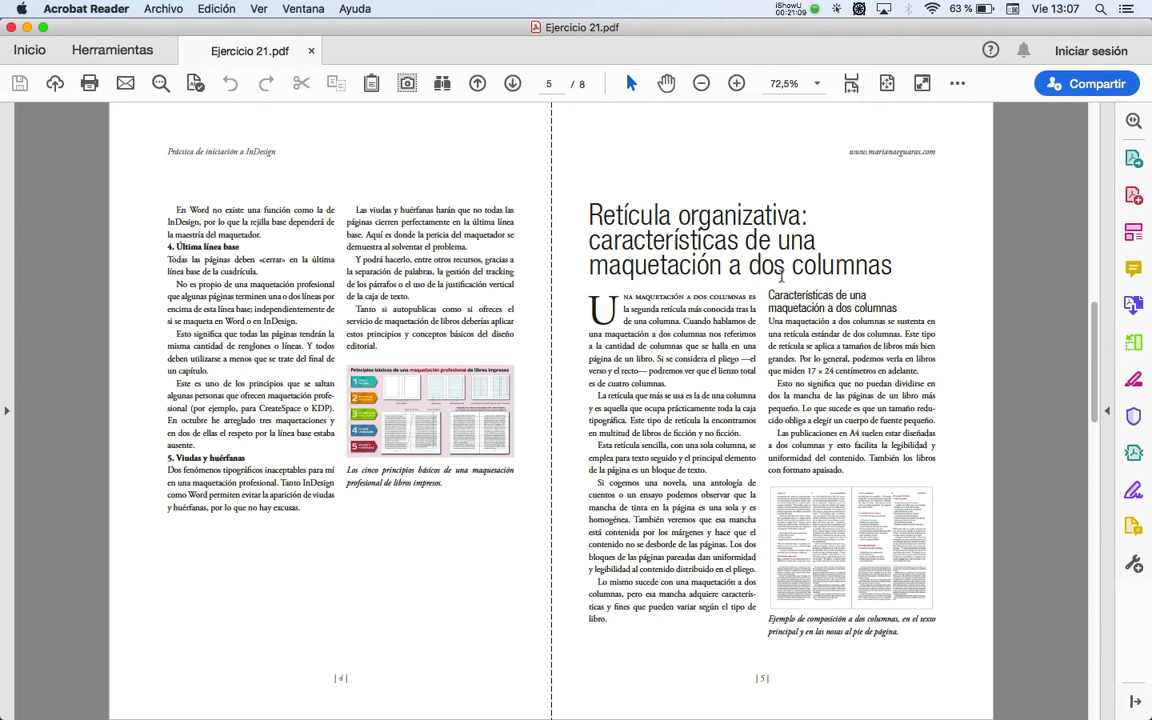 Acrobat Reader Archivo Edición Ver Ventana Ayuda
iShowU
00:21:09
63 % Vie 13:07
Ejercicio 21.pdf
Inicio Herramientas Ejercicio 21.pdf × Iniciar sesión
5 / 8 72,5% Compartir
Prácsica de iniciación a InDesign
En Word no existe una función como la de
InDesign, por lo que la rejilla base dependerá de
la maestría del maquetador.
4. Última línea base
Todas las páginas deben «cerrar» en la última
línea base de la cuadrícula.
No es propio de una maquetación profesional
que algunas páginas terminen una o dos líneas por
encima de esta línea base; independientemente de
si se maqueta en Word o en InDesign.
Esto significa que todas las páginas tendrán la
misma cantidad de renglones o líneas. Y todos
deben utilizarse a menos que se trate del final de
un capítulo.
Este es uno de los principios que se saltan
algunas personas que ofrecen maquetación profe-
sional (por ejemplo, para CreateSpace o KDP).
En octubre he arreglado tres maquetaciones y
en dos de ellas el respeto por la línea base estaba
ausente.
5. Viudas y huérfanas
Dos fenómenos tipográficos inaceptables para mí
en una maquetación profesional. Tanto InDesign
como Word permiten evitar la aparición de viudas
y huérfanas, por lo que no hay excusas.
Las viudas y huérfanas harán que no todas las
páginas cierren perfectamente en la última línea
base. Aquí es donde la pericia del maquetador se
demuestra al solventar el problema.
Y podrá hacerlo, entre otros recursos, gracias a
la separación de palabras, la gestión del tracking
de los párrafos o el uso de la justificación vertical
de la caja de texto.
Tanto si autopublicas como si ofreces el
servicio de maquetación de libros deberías aplicar
estos principios y conceptos básicos del diseño
editorial.
Principios básicos de una maquetación profesional de libros impresos
Los cinco principios básicos de una maquetación
profesional de libros impresos.
| 4 |
www.marianaeguaras.com
Retícula organizativa:
características de una
maquetación a dos columnas
UNA MAQUETACIÓN A DOS COLUMNAS ES
la segunda retícula más conocida tras la
de una columna. Cuando hablamos de
una maquetación a dos columnas nos referimos
a la cantidad de columnas que se halla en una
página de un libro. Si se considera el pliego —el
verso y el recto— podremos ver que el lienzo total
es de cuatro columnas.
La retícula que más se usa es la de una columna
y es aquella que ocupa prácticamente toda la caja
tipográfica. Este tipo de retícula la encontramos
en multitud de libros de ficción y no ficción.
Esta retícula sencilla, con una sola columna, se
emplea para texto seguido y el principal elemento
de la página es un bloque de texto.
Si cogemos una novela, una antología de
cuentos o un ensayo podemos observar que la
mancha de tinta en la página es una sola y es
homogénea. También veremos que esa mancha
está contenida por los márgenes y hace que el
contenido no se desborde de las páginas. Los dos
bloques de las páginas pareadas dan uniformidad
y legibilidad al contenido distribuido en el pliego.
Lo mismo sucede con una maquetación a dos
columnas, pero esa mancha adquiere caracterís-
ticas y fines que pueden variar según el tipo de
libro.
Características de una
maquetación a dos columnas
Una maquetación a dos columnas se sustenta en
una retícula estándar de dos columnas. Este tipo
de retícula se aplica a tamaños de libros más bien
grandes. Por lo general, podemos verla en libros
que miden 17 × 24 centímetros en adelante.
Esto no significa que no puedan dividirse en
dos la mancha de las páginas de un libro más
pequeño. Lo que sucede es que un tamaño redu-
cido obliga a elegir un cuerpo de fuente pequeño.
Las publicaciones en A4 suelen estar diseñadas
a dos columnas y esto facilita la legibilidad y
uniformidad del contenido. También los libros
con formato apaisado.
Ejemplo de composición a dos columnas, en el texto
principal y en las notas al pie de página.
| 5 |